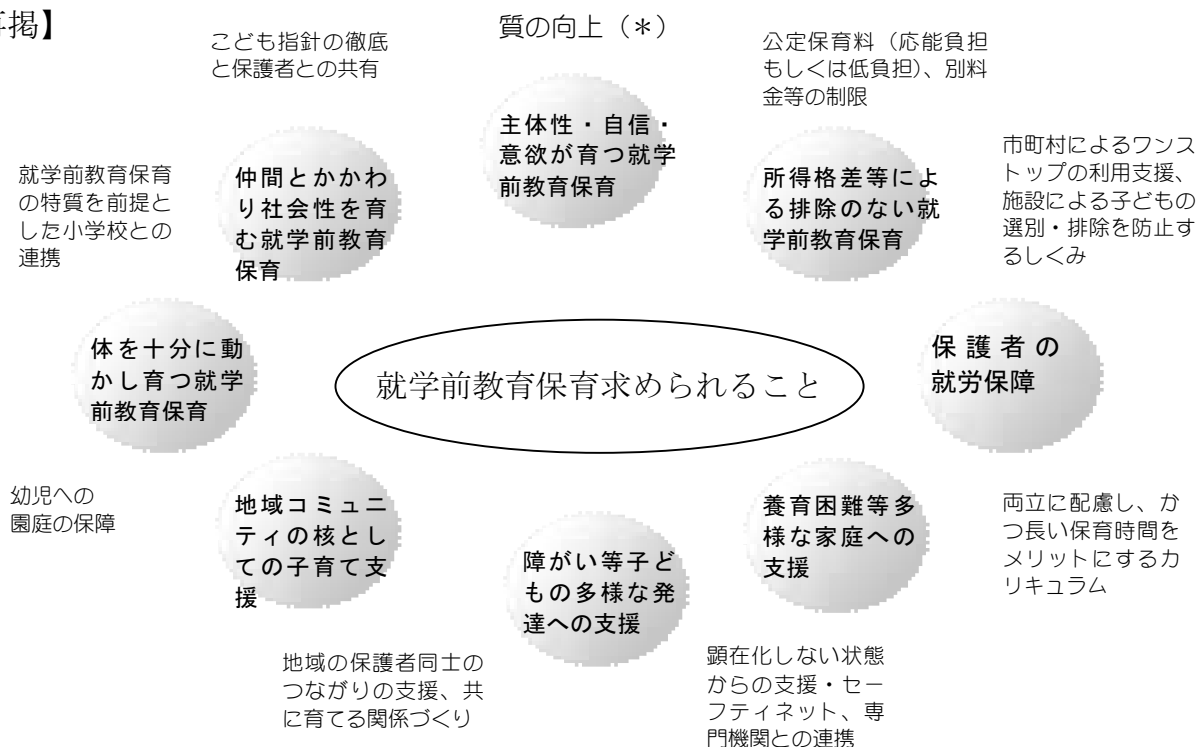 再掲】
質の向上（＊）
こども指針の徹底
と保護者との共有
公定保育料（応能負担
もしくは低負担）、別料
金等の制限
主体性・自信・
意欲が育つ就学
前教育保育
市町村によるワンス
トップの利用支援、
施設による子どもの
選別・排除を防止す
るしくみ
就学前教育保育
の特質を前提と
した小学校との
連携
仲間とかかわ
り社会性を育
む就学前教育
保育
所得格差等によ
る排除のない就
学前教育保育
体を十分に動
かし育つ就学
前教育保育
就学前教育保育求められること
保護者の
就労保障
幼児への
園庭の保障
地域コミュニ
ティの核とし
ての子育て支
援
障がい等子ど
もの多様な発
達への支援
養育困難等多
様な家庭への
支援
両立に配慮し、か
つ長い保育時間を
メリットにするカ
リキュラム
地域の保護者同士の
つながりの支援、共
に育てる関係づくり
顕在化しない状態
からの支援・セー
フティネット、専
門機関との連携